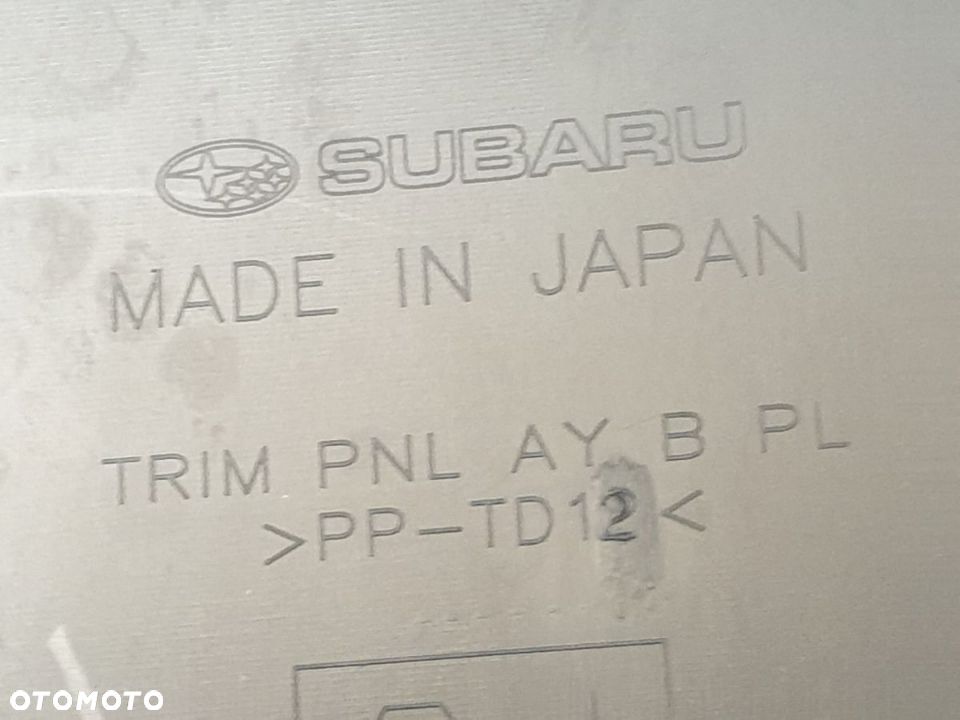 SUBARU
MADE IN JAPAN
TRIM PNL AY B PL
>PP-TD12<
OTOMOTO